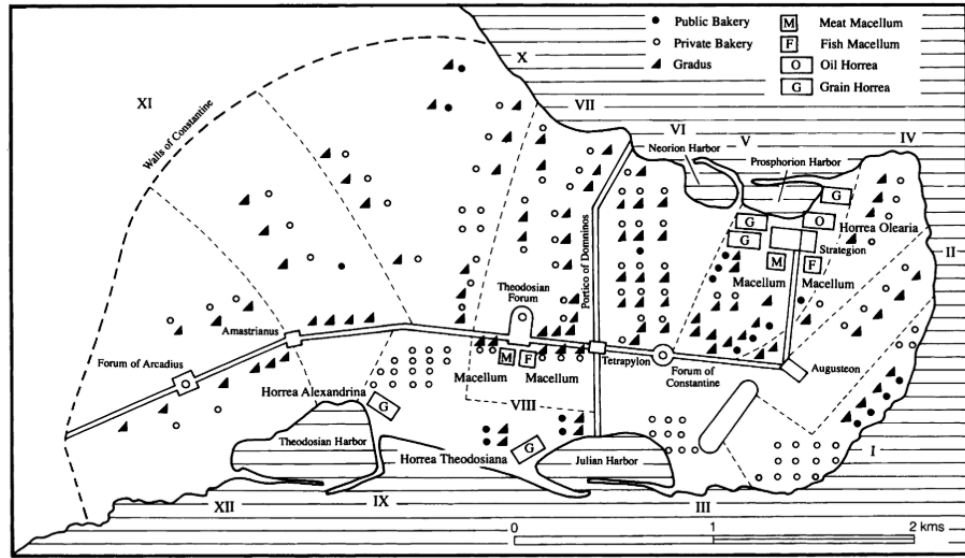 Public Bakery
Private Bakery
Gradus
M Meat Macellum
F Fish Macellum
O Oil Horrea
G Grain Horrea
X
XI
VII
VI
V
IV
Walls of Constantine
Neorion Harbor
Prosphorion Harbor
G
G
O
Horrea Olearia
G
Strategion
II
M
F
Macellum
Macellum
Portico of Domninos
Theodosian
Forum
Amastrianus
Forum of Arcadius
Tetrapylon
M
F
Macellum
Macellum
Forum of
Constantine
Augusteon
Horrea Alexandrina
G
VIII
Theodosian Harbor
Horrea Theodosiana
G
Julian Harbor
I
XII
IX
III
0
1
2 kms